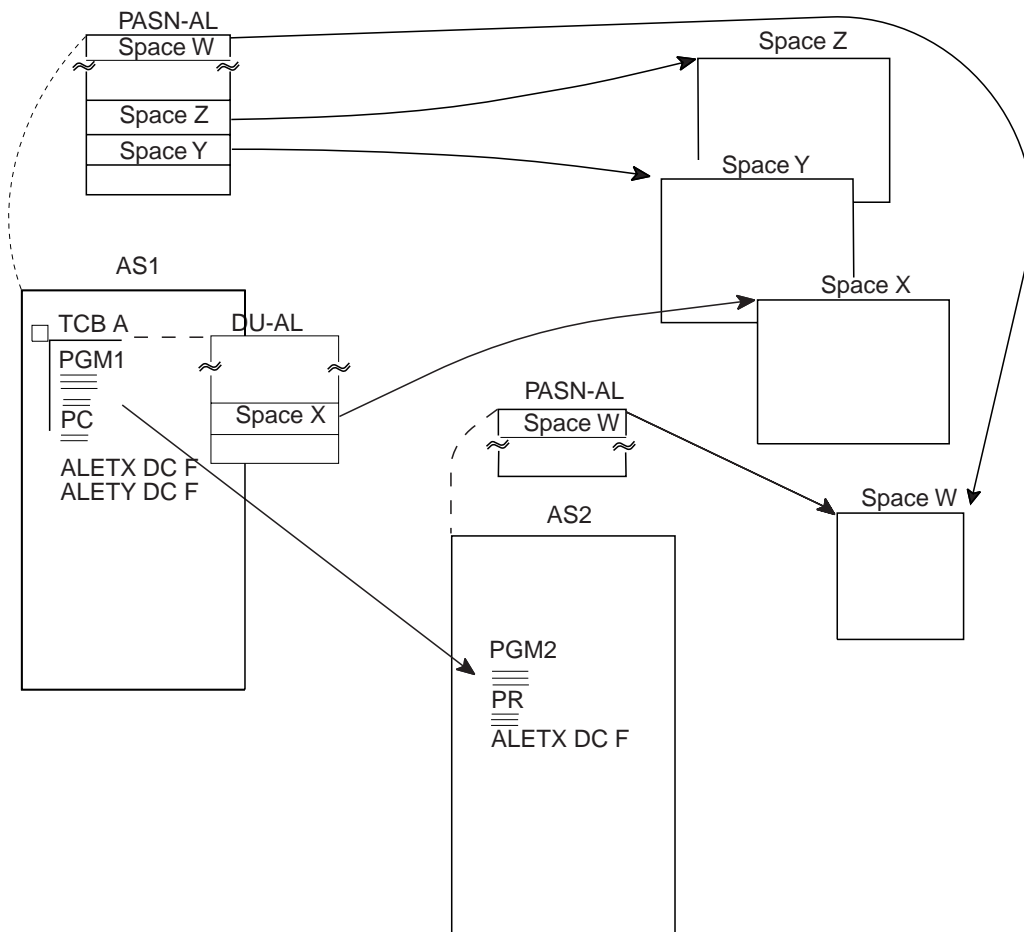 PASN-AL
Space W
Space Z
Space Y
Space Z
Space Y
Space X
AS1
TCB A
DU-AL
PGM1
PC
Space X
ALETX DC F
ALETY DC F
PASN-AL
Space W
Space W
AS2
PGM2
PR
ALETX DC F